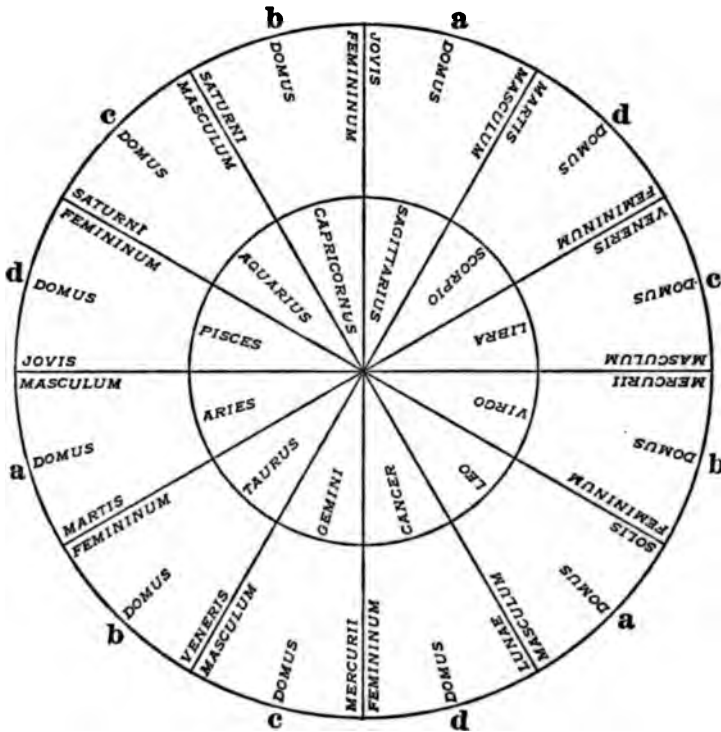 a
JOVIS
DOMUS
MASCULUM
SAGITTARIUS
d
MARTIS
DOMUS
FEMININUM
SCORPIO
c
VENERIS
DOMUS
MASCULUM
LIBRA
b
MERCURII
DOMUS
FEMININUM
VIRGO
a
SOLIS
DOMUS
MASCULUM
LEO
d
LUNAE
DOMUS
FEMININUM
CANCER
c
MERCURII
DOMUS
MASCULUM
GEMINI
b
VENERIS
DOMUS
FEMININUM
TAURUS
a
MARTIS
DOMUS
MASCULUM
ARIES
d
JOVIS
DOMUS
FEMININUM
PISCES
c
SATURNI
DOMUS
MASCULUM
AQUARIUS
b
SATURNI
DOMUS
FEMININUM
CAPRICORNUS